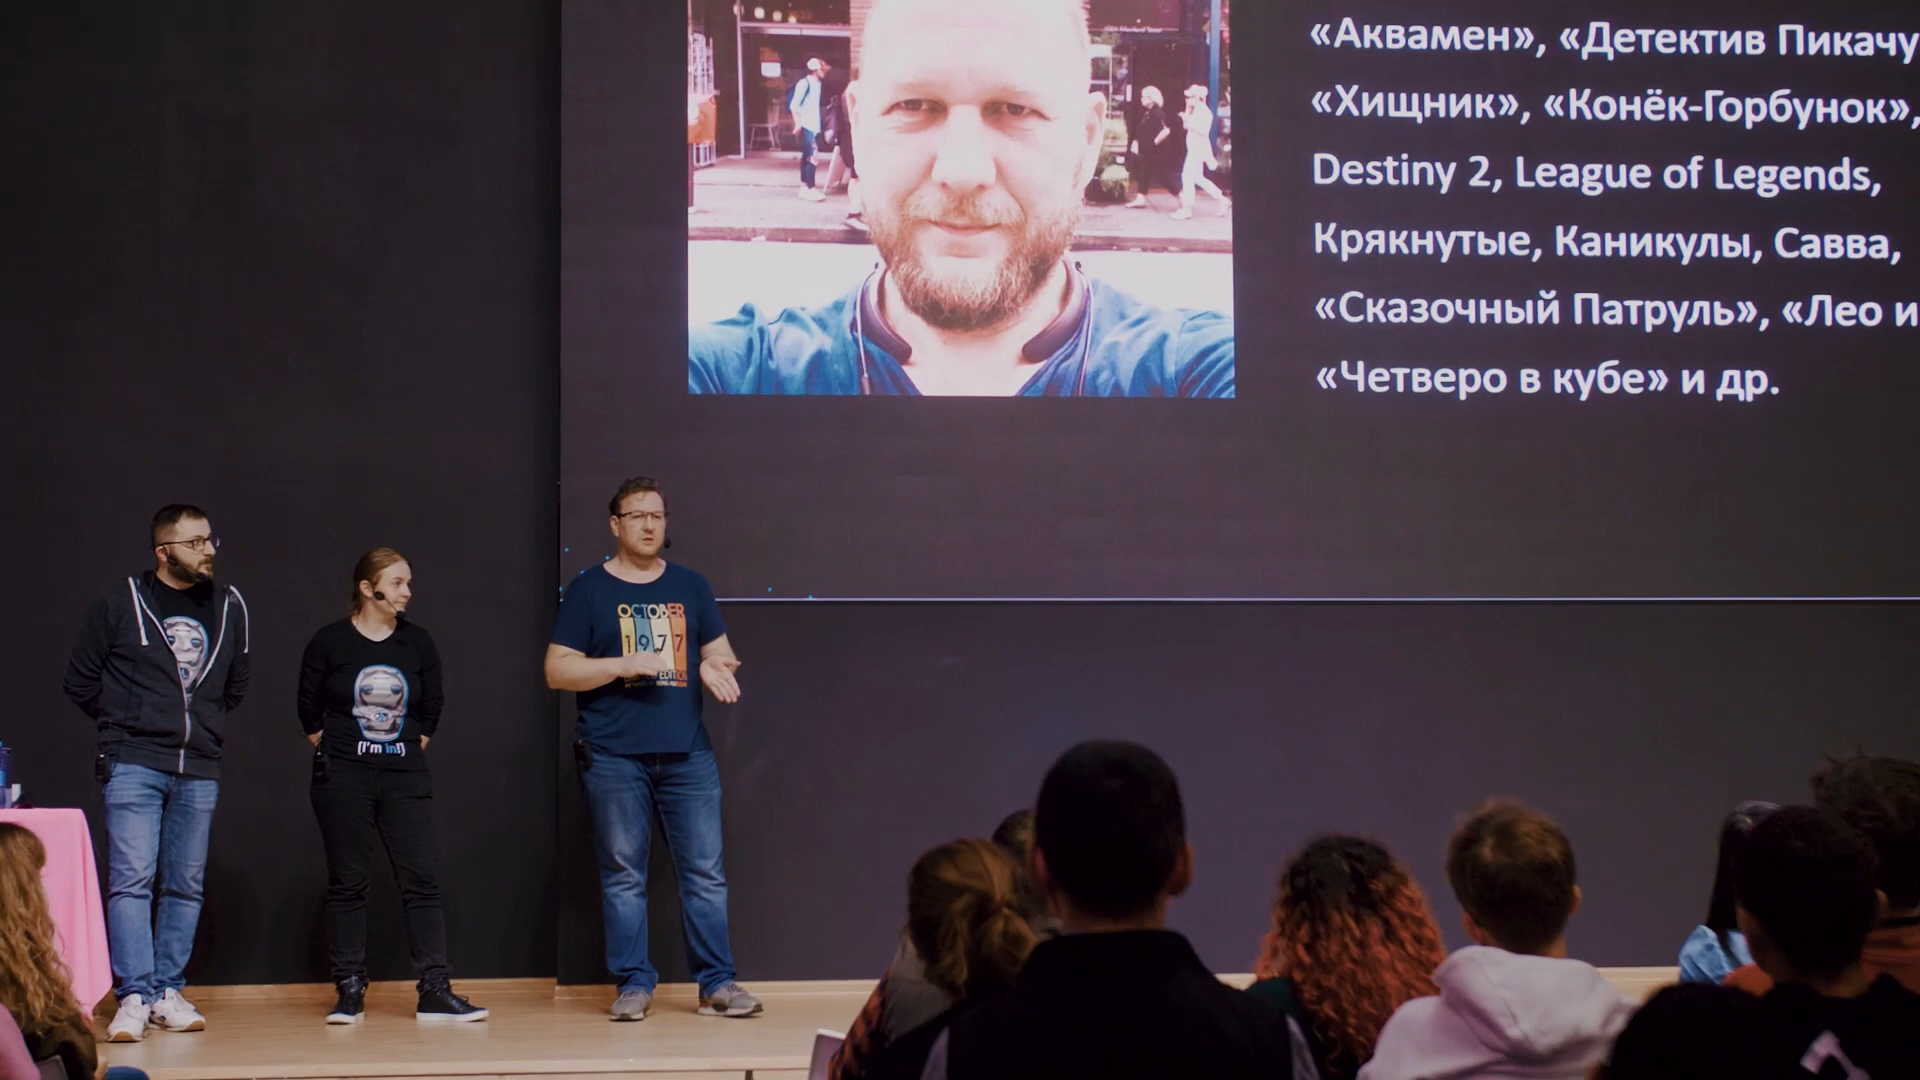 «Аквамен», «Детектив Пикачу
«Хищник», «Конёк-Горбунок»,
Destiny 2, League of Legends,
Крякнутые, Каникулы, Савва,
«Сказочный Патруль», «Лео и
«Четверо в кубе» и др.
OCTOBER
1977
(I'm in!)